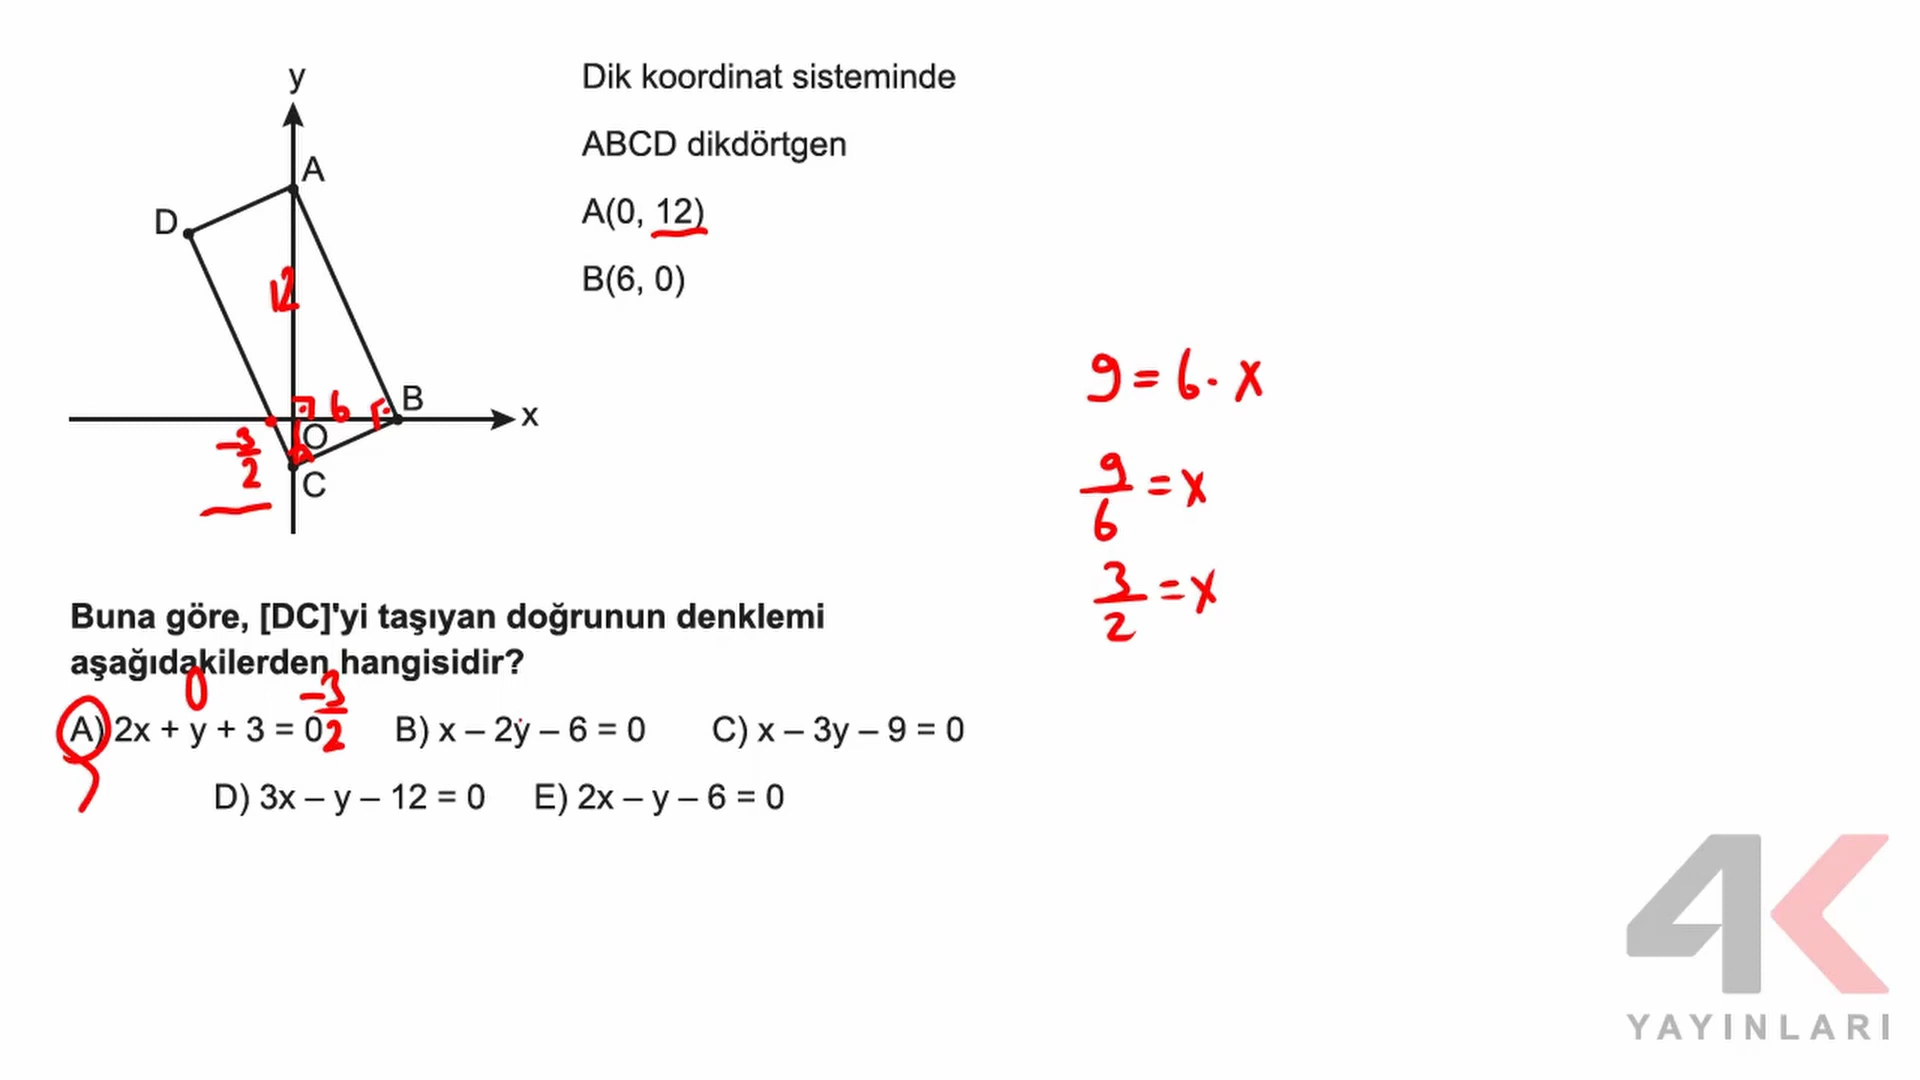 y
Dik koordinat sisteminde
ABCD dikdörtgen
A
A(0, 12)
D
B(6, 0)
12
9 = 6 · x
6
B
x
O
-3/2
C
9/6 = x
3/2 = x
Buna göre, [DC]'yi taşıyan doğrunun denklemi
aşağıdakilerden hangisidir?
0
-3/2
A) 2x + y + 3 = 0 B) x – 2y – 6 = 0 C) x – 3y – 9 = 0
D) 3x – y – 12 = 0 E) 2x – y – 6 = 0
4K
YAYINLARI